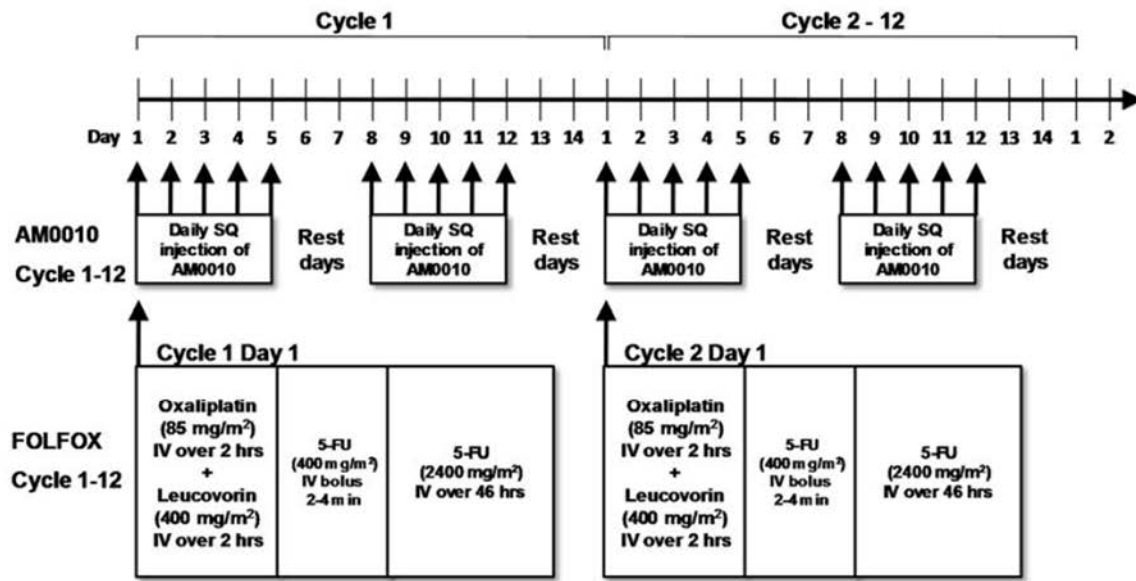 Cycle 1
Cycle 2 - 12
Day 1 2 3 4 5 6 7 8 9 10 11 12 13 14 1 2 3 4 5 6 7 8 9 10 11 12 13 14 1 2
AM0010
Cycle 1-12
Daily SQ
injection of
AM0010
Rest
days
Daily SQ
injection of
AM0010
Rest
days
Daily SQ
injection of
AM0010
Rest
days
Daily SQ
injection of
AM0010
Rest
days
FOLFOX
Cycle 1-12
Cycle 1 Day 1
Oxaliplatin
(85 mg/m²)
IV over 2 hrs
+
Leucovorin
(400 mg/m²)
IV over 2 hrs
5-FU
(400 mg/m²)
IV bolus
2-4 min
5-FU
(2400 mg/m²)
IV over 46 hrs
Cycle 2 Day 1
Oxaliplatin
(85 mg/m²)
IV over 2 hrs
+
Leucovorin
(400 mg/m²)
IV over 2 hrs
5-FU
(400 mg/m²)
IV bolus
2-4 min
5-FU
(2400 mg/m²)
IV over 46 hrs